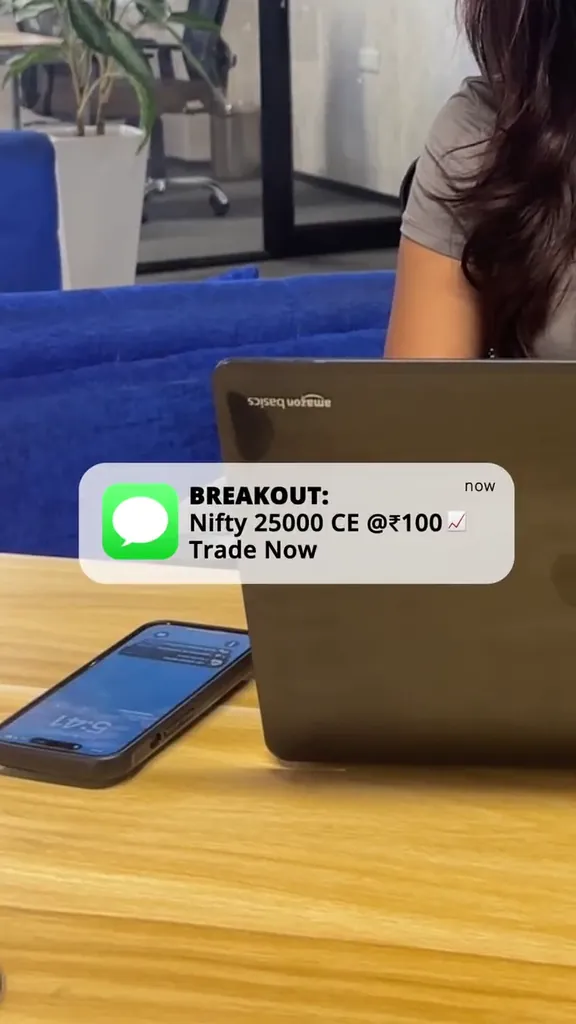 amazon basics
now
BREAKOUT:
Nifty 25000 CE @₹100📈
Trade Now
5:41